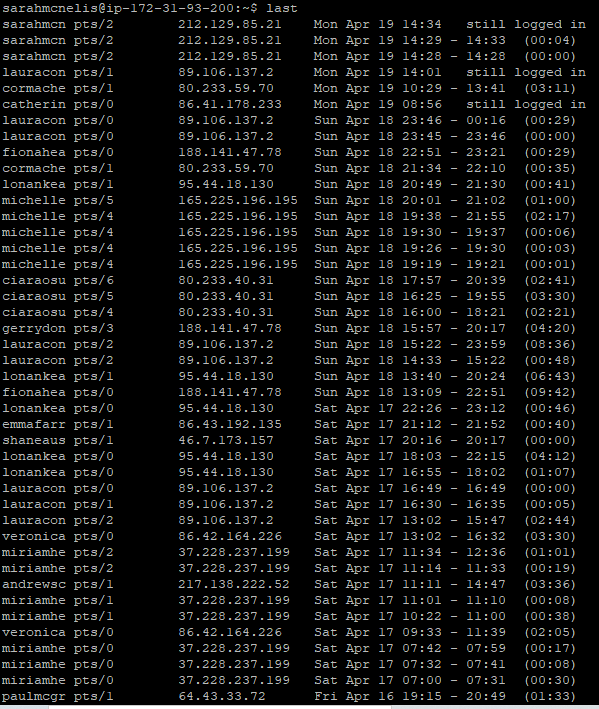 sarahmcnelis@ip-172-31-93-200:~$ last
sarahmcn pts/2        212.129.85.21    Mon Apr 19 14:34   still logged in
sarahmcn pts/2        212.129.85.21    Mon Apr 19 14:29 - 14:33  (00:04)
sarahmcn pts/2        212.129.85.21    Mon Apr 19 14:28 - 14:28  (00:00)
lauracon pts/1        89.106.137.2     Mon Apr 19 14:01   still logged in
cormache pts/1        80.233.59.70     Mon Apr 19 10:29 - 13:41  (03:11)
catherin pts/0        86.41.178.233    Mon Apr 19 08:56   still logged in
lauracon pts/0        89.106.137.2     Sun Apr 18 23:46 - 00:16  (00:29)
lauracon pts/0        89.106.137.2     Sun Apr 18 23:45 - 23:46  (00:00)
fionahea pts/0        188.141.47.78    Sun Apr 18 22:51 - 23:21  (00:29)
cormache pts/1        80.233.59.70     Sun Apr 18 21:34 - 22:10  (00:35)
lonankea pts/1        95.44.18.130     Sun Apr 18 20:49 - 21:30  (00:41)
michelle pts/5        165.225.196.195  Sun Apr 18 20:01 - 21:02  (01:00)
michelle pts/4        165.225.196.195  Sun Apr 18 19:38 - 21:55  (02:17)
michelle pts/4        165.225.196.195  Sun Apr 18 19:30 - 19:37  (00:06)
michelle pts/4        165.225.196.195  Sun Apr 18 19:26 - 19:30  (00:03)
michelle pts/4        165.225.196.195  Sun Apr 18 19:19 - 19:21  (00:01)
ciaraosu pts/6        80.233.40.31     Sun Apr 18 17:57 - 20:39  (02:41)
ciaraosu pts/5        80.233.40.31     Sun Apr 18 16:25 - 19:55  (03:30)
ciaraosu pts/4        80.233.40.31     Sun Apr 18 16:00 - 18:21  (02:21)
gerrydon pts/3        188.141.47.78    Sun Apr 18 15:57 - 20:17  (04:20)
lauracon pts/2        89.106.137.2     Sun Apr 18 15:22 - 23:59  (08:36)
lauracon pts/2        89.106.137.2     Sun Apr 18 14:33 - 15:22  (00:48)
lonankea pts/1        95.44.18.130     Sun Apr 18 13:40 - 20:24  (06:43)
fionahea pts/0        188.141.47.78    Sun Apr 18 13:09 - 22:51  (09:42)
lonankea pts/0        95.44.18.130     Sat Apr 17 22:26 - 23:12  (00:46)
emmafarr pts/1        86.43.192.135    Sat Apr 17 21:12 - 21:52  (00:40)
shaneaus pts/1        46.7.173.157     Sat Apr 17 20:16 - 20:17  (00:00)
lonankea pts/0        95.44.18.130     Sat Apr 17 18:03 - 22:15  (04:12)
lonankea pts/0        95.44.18.130     Sat Apr 17 16:55 - 18:02  (01:07)
lauracon pts/0        89.106.137.2     Sat Apr 17 16:49 - 16:49  (00:00)
lauracon pts/1        89.106.137.2     Sat Apr 17 16:30 - 16:35  (00:05)
lauracon pts/2        89.106.137.2     Sat Apr 17 13:02 - 15:47  (02:44)
veronica pts/0        86.42.164.226    Sat Apr 17 13:02 - 16:32  (03:30)
miriamhe pts/2        37.228.237.199   Sat Apr 17 11:34 - 12:36  (01:01)
miriamhe pts/2        37.228.237.199   Sat Apr 17 11:14 - 11:33  (00:19)
andrewsc pts/1        217.138.222.52   Sat Apr 17 11:11 - 14:47  (03:36)
miriamhe pts/1        37.228.237.199   Sat Apr 17 11:01 - 11:10  (00:08)
miriamhe pts/1        37.228.237.199   Sat Apr 17 10:22 - 11:00  (00:38)
veronica pts/0        86.42.164.226    Sat Apr 17 09:33 - 11:39  (02:05)
miriamhe pts/0        37.228.237.199   Sat Apr 17 07:42 - 07:59  (00:17)
miriamhe pts/0        37.228.237.199   Sat Apr 17 07:32 - 07:41  (00:08)
miriamhe pts/0        37.228.237.199   Sat Apr 17 07:00 - 07:31  (00:30)
paulmcgr pts/1        64.43.33.72      Fri Apr 16 19:15 - 20:49  (01:33)